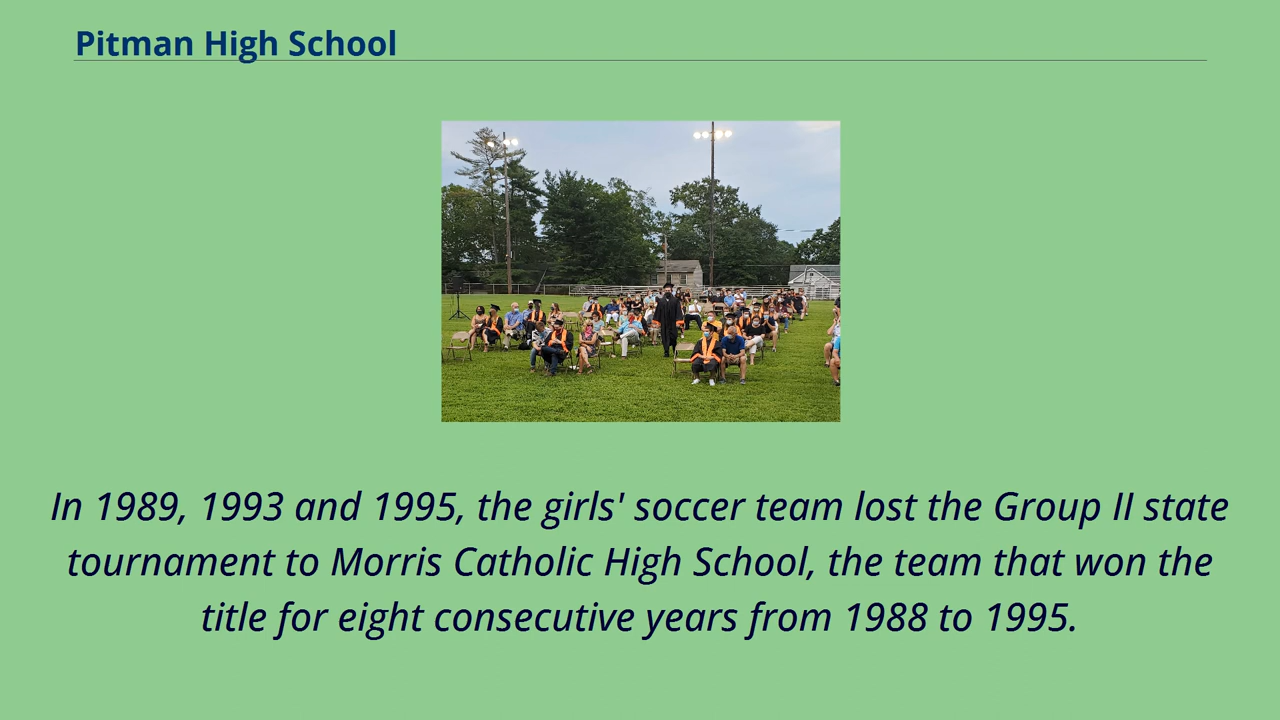 Pitman High School
In 1989, 1993 and 1995, the girls' soccer team lost the Group II state
tournament to Morris Catholic High School, the team that won the
title for eight consecutive years from 1988 to 1995.